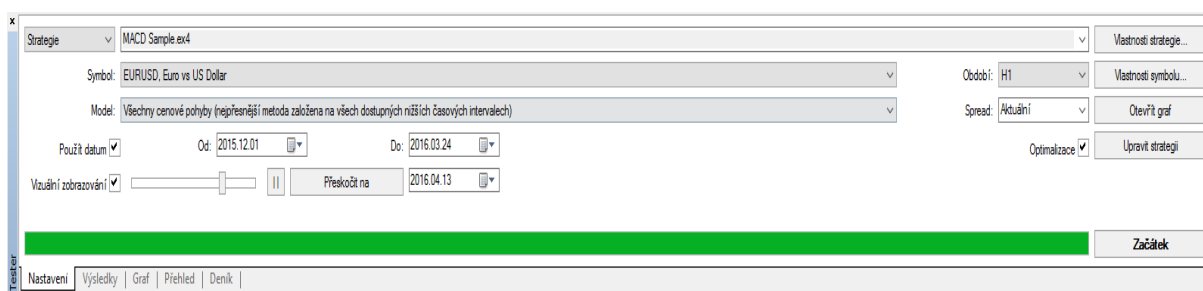 x
Strategie MACD Sample.ex4 Vlastnosti strategie...
Symbol: EURUSD, Euro vs US Dollar Období: H1 Vlastnosti symbolu...
Model: Všechny cenové pohyby (nejpřesnější metoda založena na všech dostupných nižších časových intervalech) Spread: Aktuální Otevřít graf
Použít datum Od: 2015.12.01 Do: 2016.03.24 Optimalizace Upravit strategii
Vizuální zobrazování Přeskočit na 2016.04.13
Začátek
Tester
Nastavení | Výsledky | Graf | Přehled | Deník |